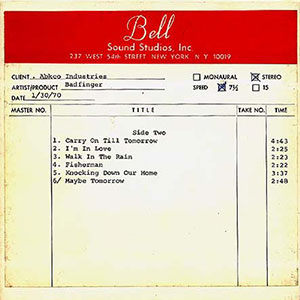 Bell
Sound Studios, Inc.
237 WEST 54th STREET NEW YORK N Y 10019
CLIENT . Abkco Industries MONAURAL STEREO
ARTIST/PRODUCT Badfinger SPEED 7½ 15
DATE 1/30/70
MASTER NO. TITLE TAKE NO. TIME
Side Two
1. Carry On Till Tomorrow 4:63
2. I'm In Love 2:25
3. Walk In The Rain 2:23
4. Fisherman 2:22
5. Knocking Down Our Home 3:37
6/ Maybe Tomorrow 2:48